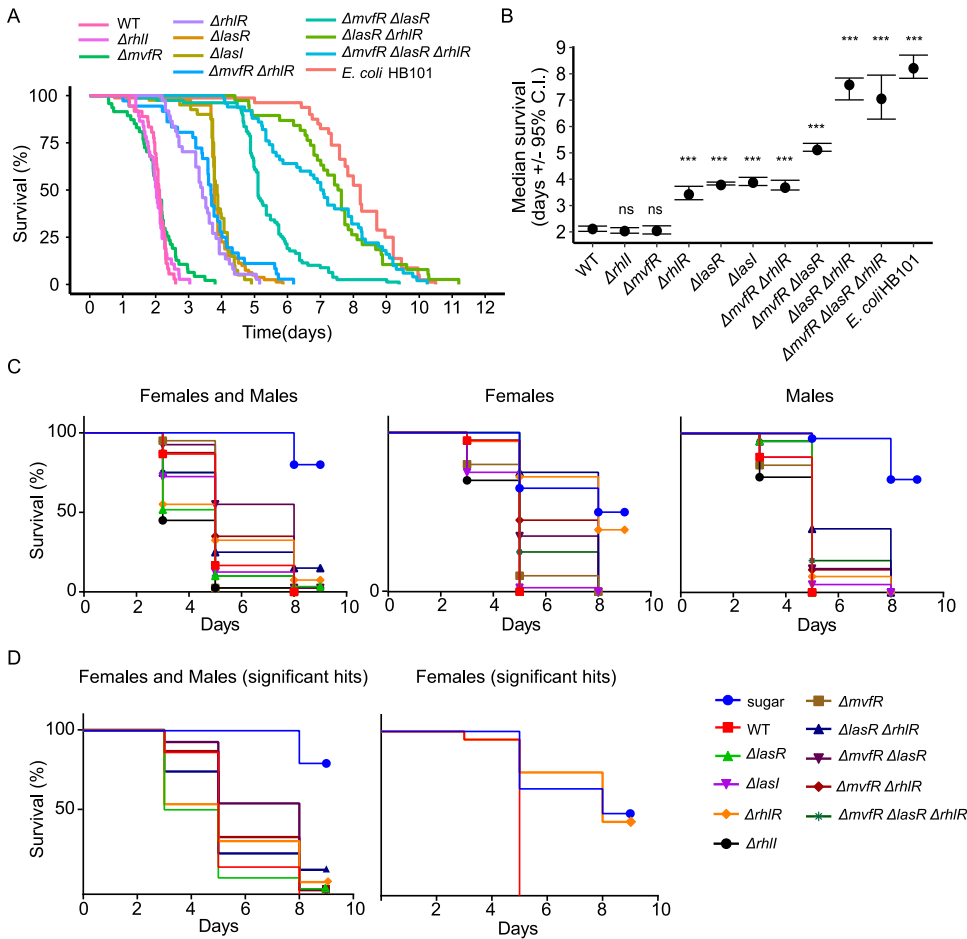 A
WT
ΔrhlI
ΔmvfR
ΔrhlR
ΔlasR
ΔlasI
ΔmvfR ΔrhlR
ΔmvfR ΔlasR
ΔlasR ΔrhlR
ΔmvfR ΔlasR ΔrhlR
E. coli HB101
Survival (%)
100
75
50
25
0
0 1 2 3 4 5 6 7 8 9 10 11 12
Time(days)
B
Median survival
(days +/- 95% C.I.)
9
8
7
6
5
4
3
2
ns ns *** *** *** *** *** *** *** ***
WT
ΔrhlI
ΔmvfR
ΔrhlR
ΔlasR
ΔlasI
ΔmvfR ΔrhlR
ΔmvfR ΔlasR
ΔlasR ΔrhlR
ΔmvfR ΔlasR ΔrhlR
E. coli HB101
C
Females and Males
Survival (%)
100
50
0
0 2 4 6 8 10
Days
Females
0
0 2 4 6 8 10
Days
Males
0 2 4 6 8 10
Days
D
Females and Males (significant hits)
Survival (%)
100
50
0 2 4 6 8 10
Days
Females (significant hits)
0 2 4 6 8 10
Days
sugar
WT
ΔlasR
ΔlasI
ΔrhlR
ΔrhlI
ΔmvfR
ΔlasR ΔrhlR
ΔmvfR ΔlasR
ΔmvfR ΔrhlR
ΔmvfR ΔlasR ΔrhlR